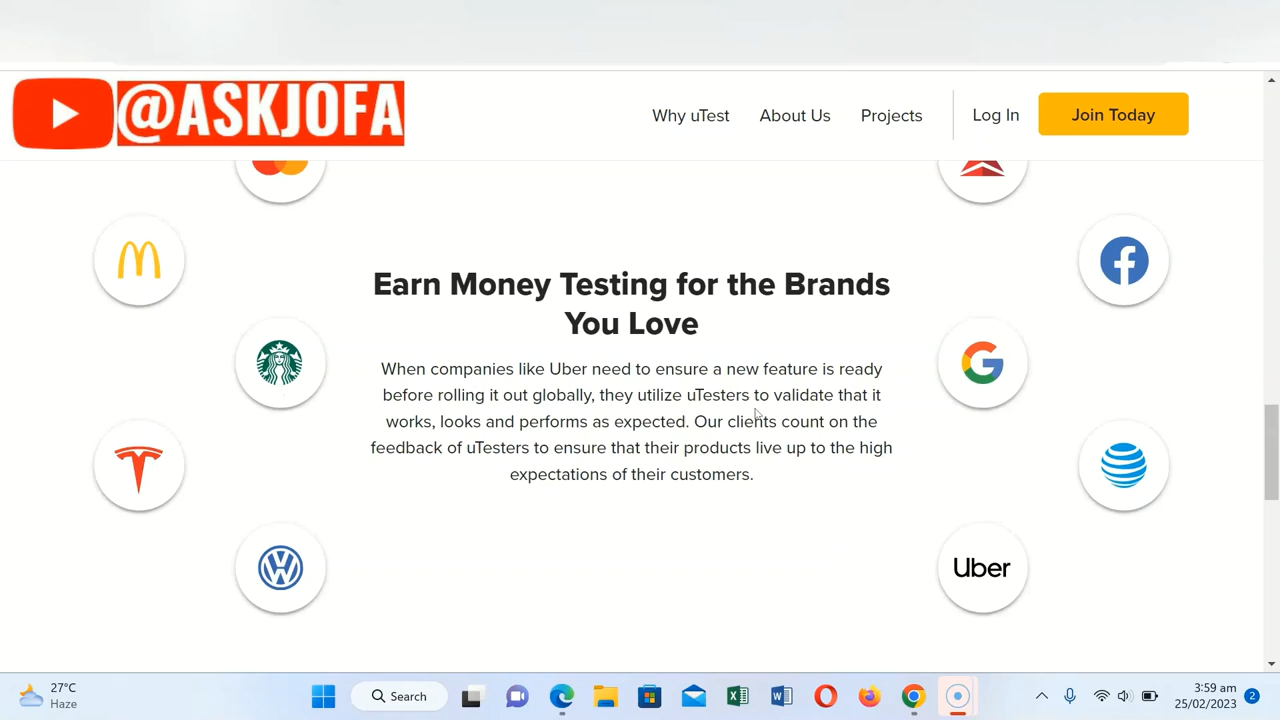 @ASKJOFA
Why uTest
About Us
Projects
Log In
Join Today
Earn Money Testing for the Brands
You Love
When companies like Uber need to ensure a new feature is ready
before rolling it out globally, they utilize uTesters to validate that it
works, looks and performs as expected. Our clients count on the
feedback of uTesters to ensure that their products live up to the high
expectations of their customers.
Uber
27°C
Haze
Search
3:59 am
25/02/2023
2